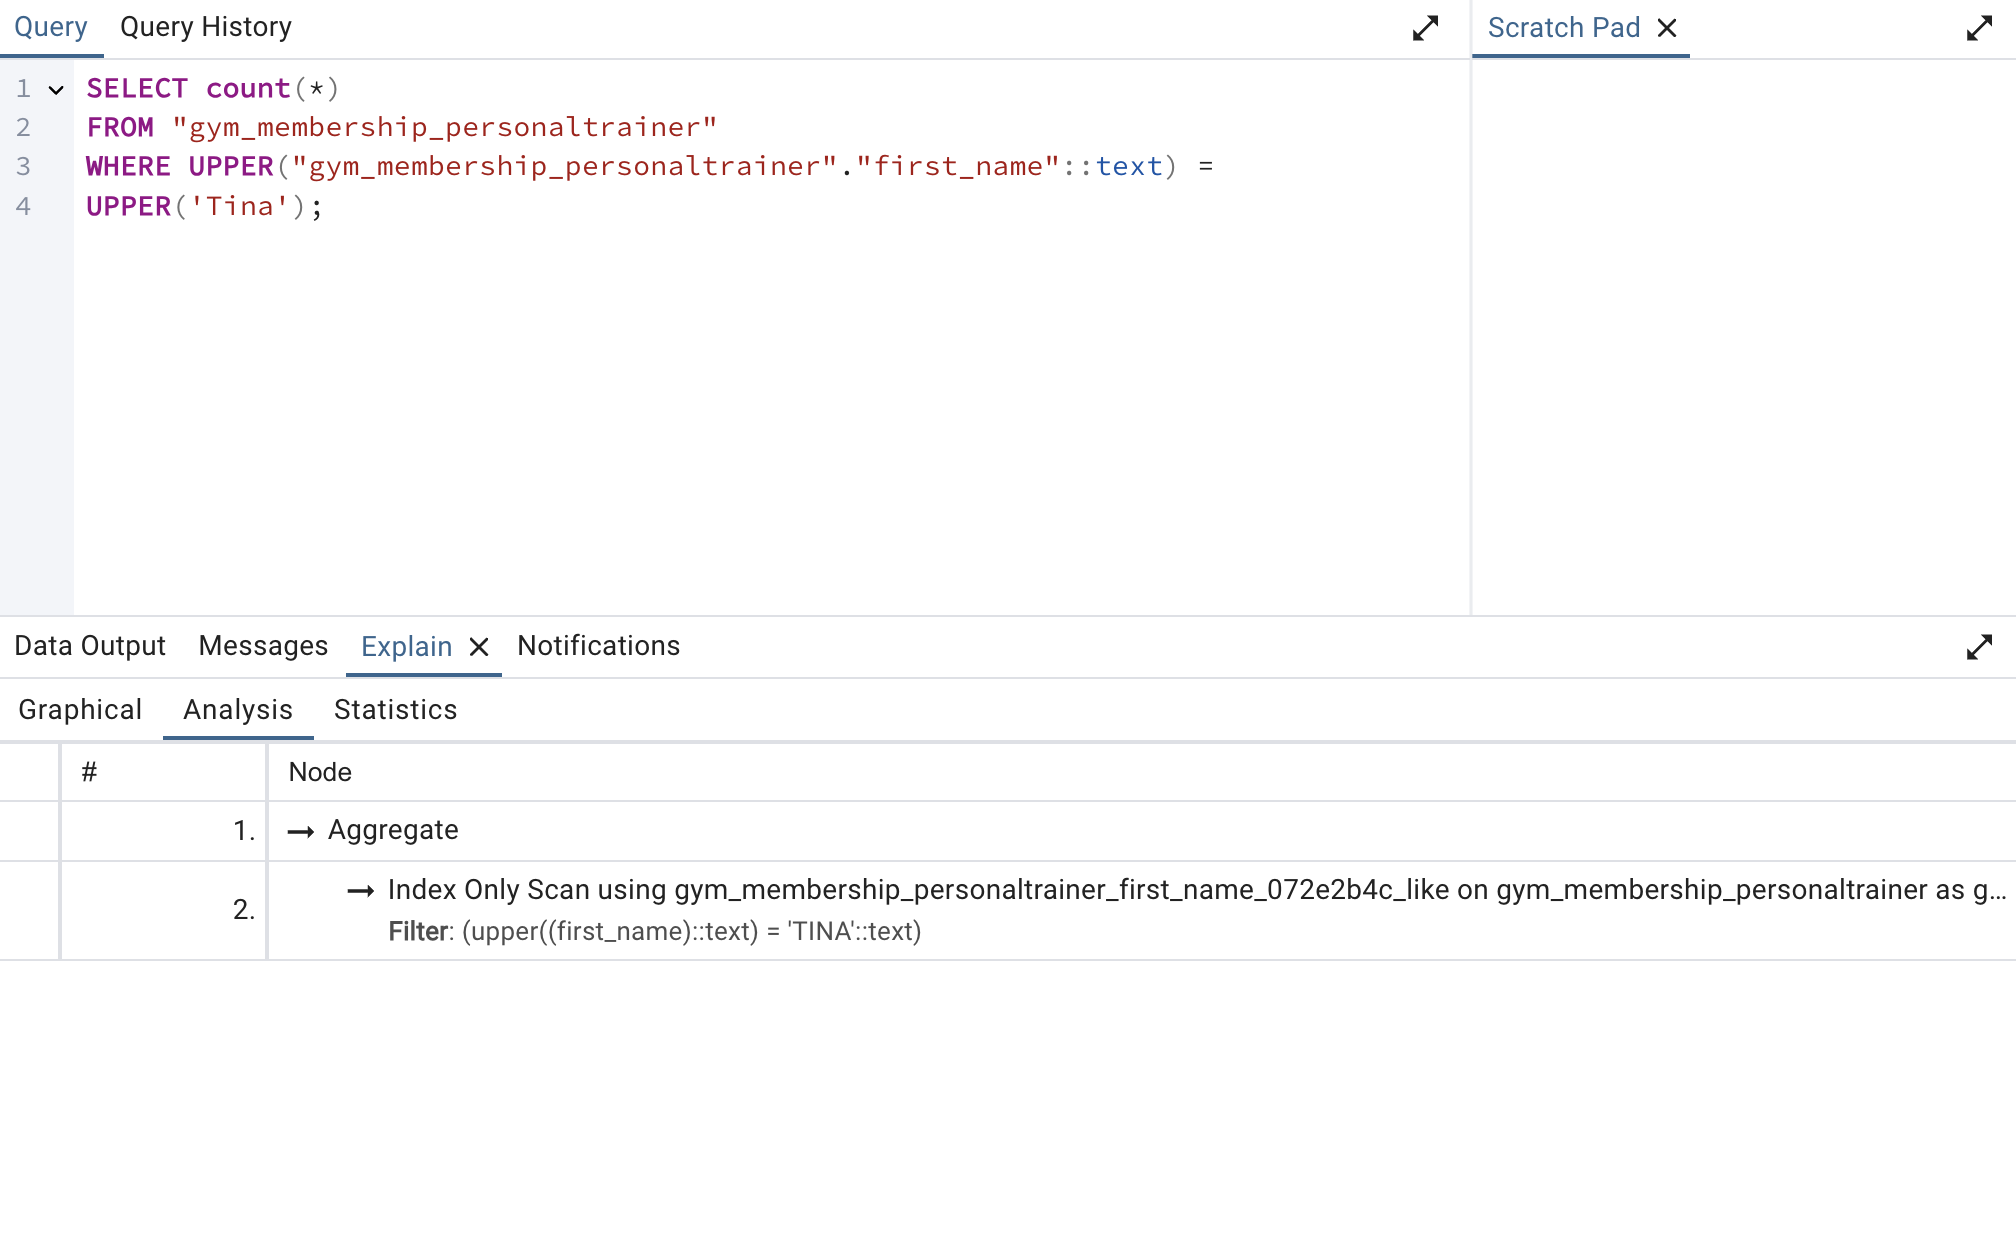 Query Query History
Scratch Pad
1 SELECT count(*)
2 FROM "gym_membership_personaltrainer"
3 WHERE UPPER("gym_membership_personaltrainer"."first_name"::text) =
4 UPPER('Tina');
Data Output Messages Explain Notifications
Graphical Analysis Statistics
# Node
1. → Aggregate
2. → Index Only Scan using gym_membership_personaltrainer_first_name_072e2b4c_like on gym_membership_personaltrainer as g...
Filter: (upper((first_name)::text) = 'TINA'::text)